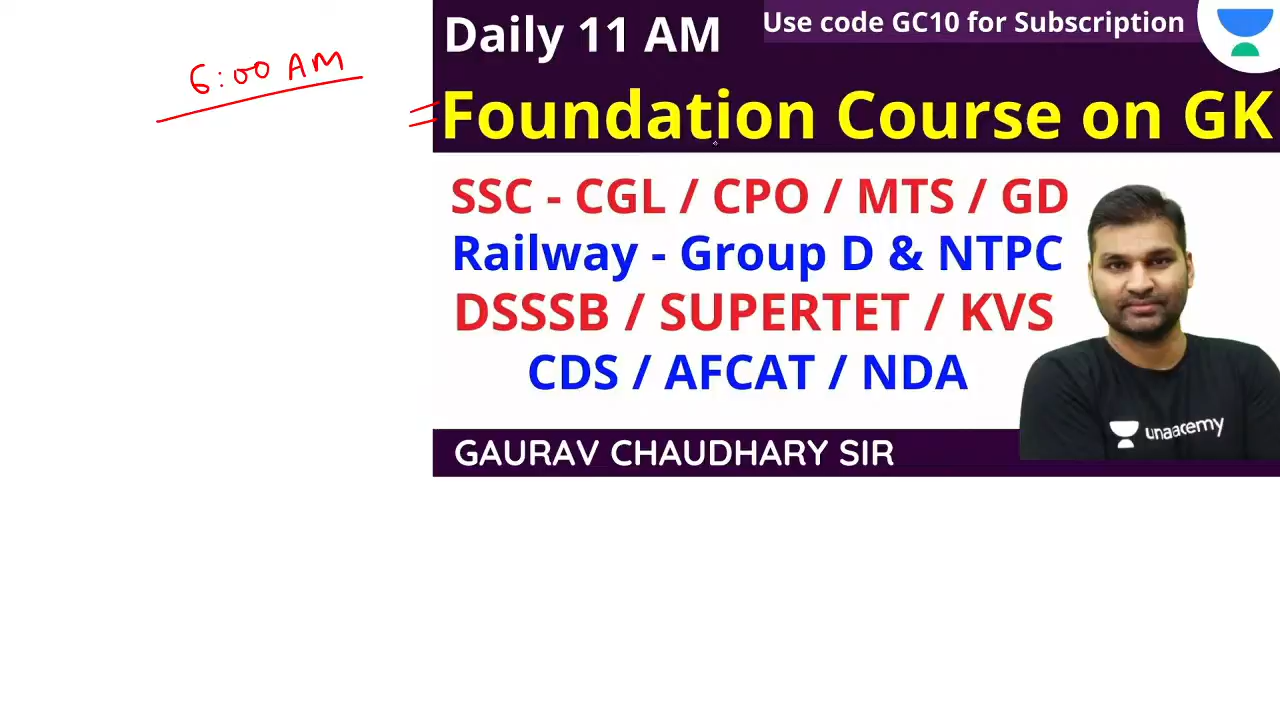 6:00 AM
Daily 11 AM
Use code GC10 for Subscription
Foundation Course on GK
SSC - CGL / CPO / MTS / GD
Railway - Group D & NTPC
DSSSB / SUPERTET / KVS
CDS / AFCAT / NDA
unacademy
GAURAV CHAUDHARY SIR